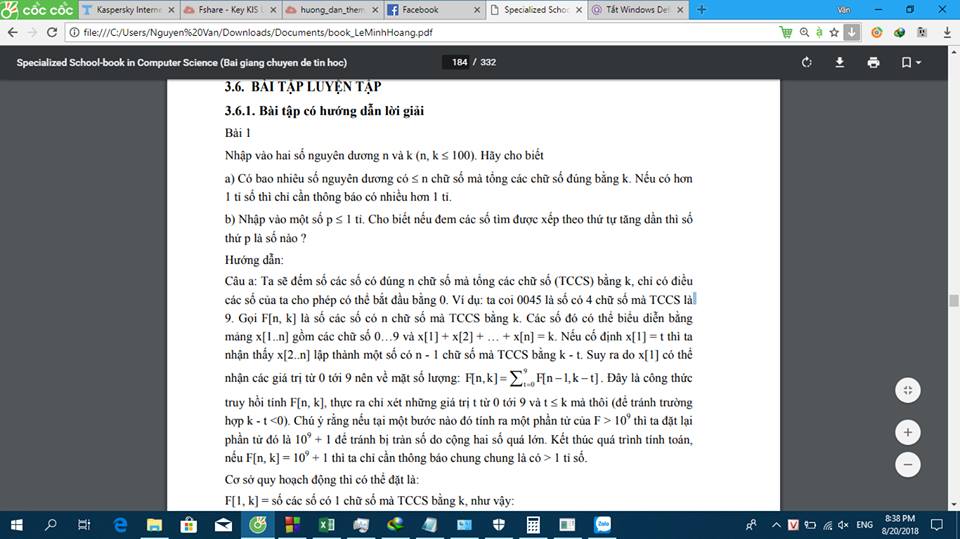 CỐC CỐC
Kaspersky Interne
Fshare - Key KIS 
huong_dan_them
Facebook
Specialized Schoo
Tắt Windows Def
Văn
file:///C:/Users/Nguyen%20Van/Downloads/Documents/book_LeMinhHoang.pdf
Specialized School-book in Computer Science (Bai giang chuyen de tin hoc)
184 / 332
3.6. BÀI TẬP LUYỆN TẬP
3.6.1. Bài tập có hướng dẫn lời giải
Bài 1
Nhập vào hai số nguyên dương n và k (n, k ≤ 100). Hãy cho biết
a) Có bao nhiêu số nguyên dương có ≤ n chữ số mà tổng các chữ số đúng bằng k. Nếu có hơn
1 tỉ số thì chỉ cần thông báo có nhiều hơn 1 tỉ.
b) Nhập vào một số p ≤ 1 tỉ. Cho biết nếu đem các số tìm được xếp theo thứ tự tăng dần thì số
thứ p là số nào ?
Hướng dẫn:
Câu a: Ta sẽ đếm số các số có đúng n chữ số mà tổng các chữ số (TCCS) bằng k, chỉ có điều
các số của ta cho phép có thể bắt đầu bằng 0. Ví dụ: ta coi 0045 là số có 4 chữ số mà TCCS là
9. Gọi F[n, k] là số các số có n chữ số mà TCCS bằng k. Các số đó có thể biểu diễn bằng
mảng x[1..n] gồm các chữ số 0…9 và x[1] + x[2] + … + x[n] = k. Nếu cố định x[1] = t thì ta
nhận thấy x[2..n] lập thành một số có n - 1 chữ số mà TCCS bằng k - t. Suy ra do x[1] có thể
nhận các giá trị từ 0 tới 9 nên về mặt số lượng: F[n,k]=∑⁹ₜ₌₀F[n−1,k−t]. Đây là công thức
truy hồi tính F[n, k], thực ra chỉ xét những giá trị t từ 0 tới 9 và t ≤ k mà thôi (để tránh trường
hợp k - t <0). Chú ý rằng nếu tại một bước nào đó tính ra một phần tử của F > 10⁹ thì ta đặt lại
phần tử đó là 10⁹ + 1 để tránh bị tràn số do cộng hai số quá lớn. Kết thúc quá trình tính toán,
nếu F[n, k] = 10⁹ + 1 thì ta chỉ cần thông báo chung chung là có > 1 tỉ số.
Cơ sở quy hoạch động thì có thể đặt là:
F[1, k] = số các số có 1 chữ số mà TCCS bằng k, như vậy:
ENG
8:38 PM
8/20/2018